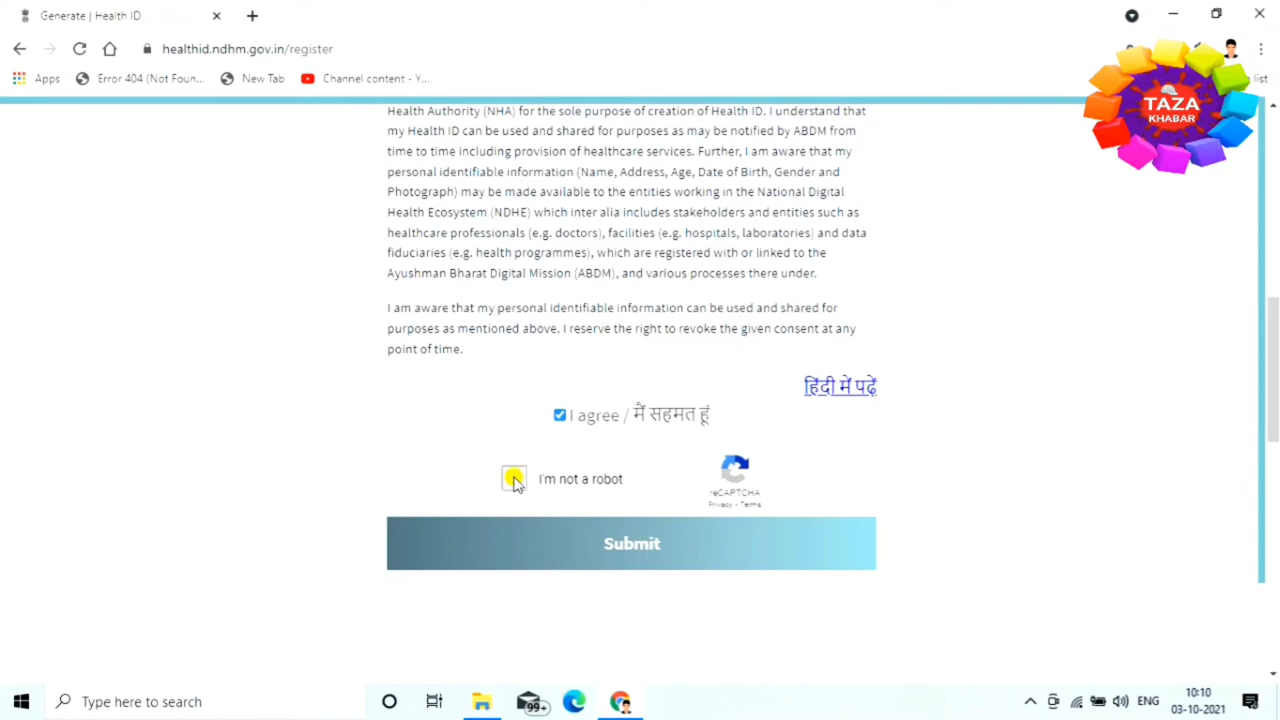 Generate | Health ID
healthid.ndhm.gov.in/register
Apps
Error 404 (Not Foun...
New Tab
Channel content - Y...
list
TAZA
KHABAR
Health Authority (NHA) for the sole purpose of creation of Health ID. I understand that
my Health ID can be used and shared for purposes as may be notified by ABDM from
time to time including provision of healthcare services. Further, I am aware that my
personal identifiable information (Name, Address, Age, Date of Birth, Gender and
Photograph) may be made available to the entities working in the National Digital
Health Ecosystem (NDHE) which inter alia includes stakeholders and entities such as
healthcare professionals (e.g. doctors), facilities (e.g. hospitals, laboratories) and data
fiduciaries (e.g. health programmes), which are registered with or linked to the
Ayushman Bharat Digital Mission (ABDM), and various processes there under.
I am aware that my personal identifiable information can be used and shared for
purposes as mentioned above. I reserve the right to revoke the given consent at any
point of time.
हिंदी में पढ़ें
I agree / मैं सहमत हूं
I'm not a robot
reCAPTCHA
Privacy - Terms
Submit
Type here to search
99+
ENG
10:10
03-10-2021